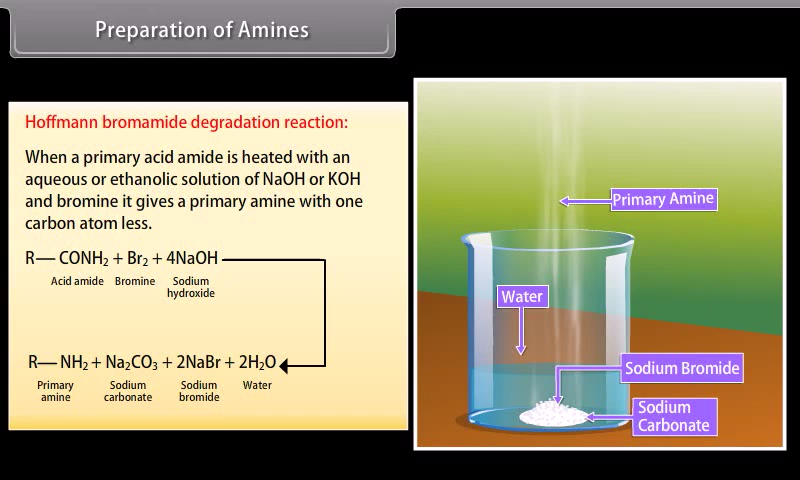 Preparation of Amines
Hoffmann bromamide degradation reaction:
When a primary acid amide is heated with an
aqueous or ethanolic solution of NaOH or KOH
and bromine it gives a primary amine with one
carbon atom less.
R— CONH₂ + Br₂ + 4NaOH
Acid amide Bromine Sodium
hydroxide
R— NH₂ + Na₂CO₃ + 2NaBr + 2H₂O
Primary Sodium Sodium Water
amine carbonate bromide
Primary Amine
Water
Sodium Bromide
Sodium
Carbonate